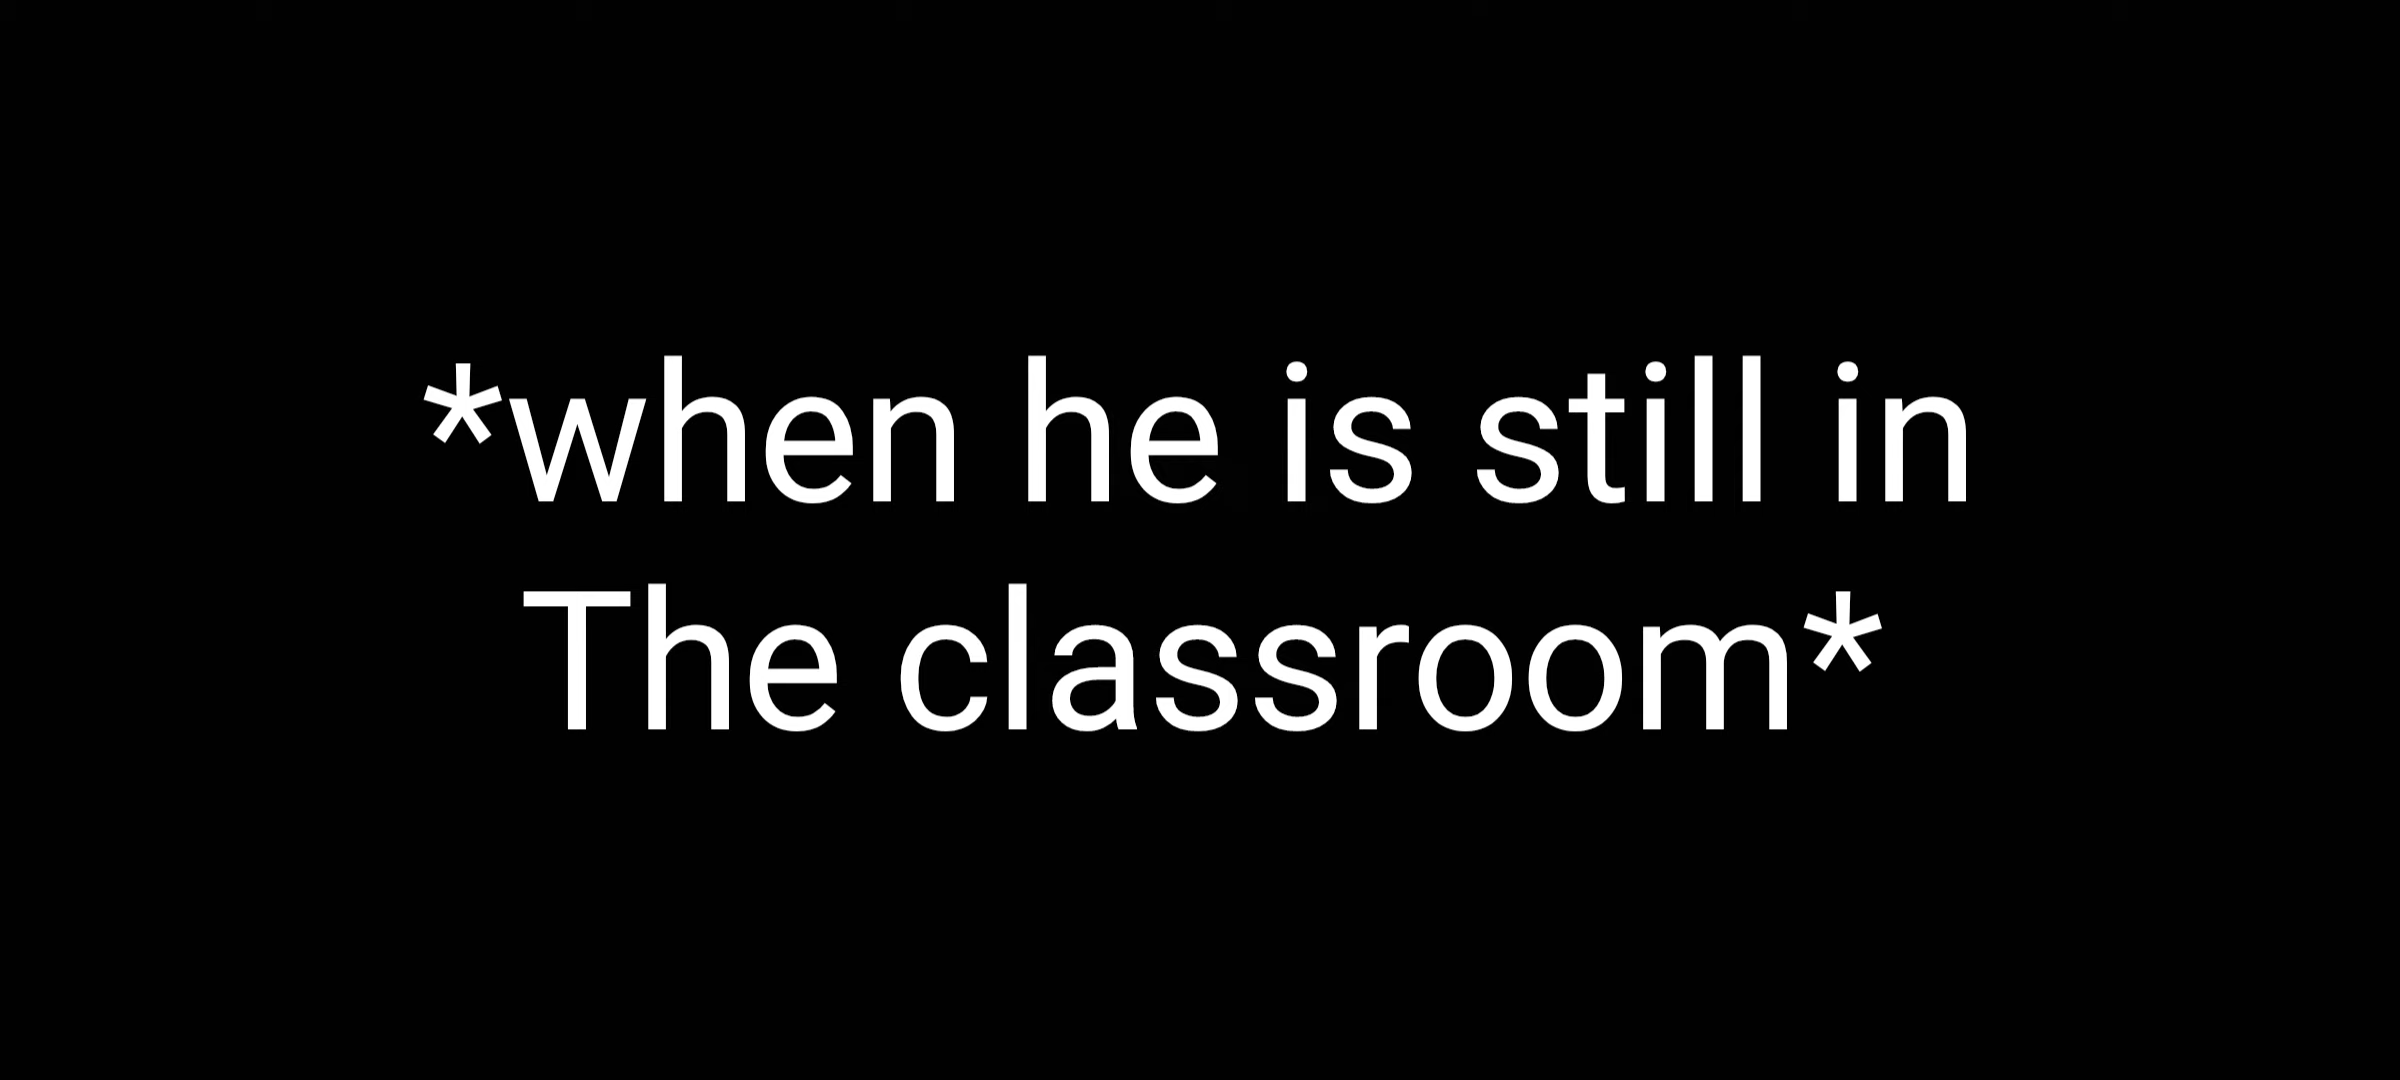 *when he is still in
The classroom*